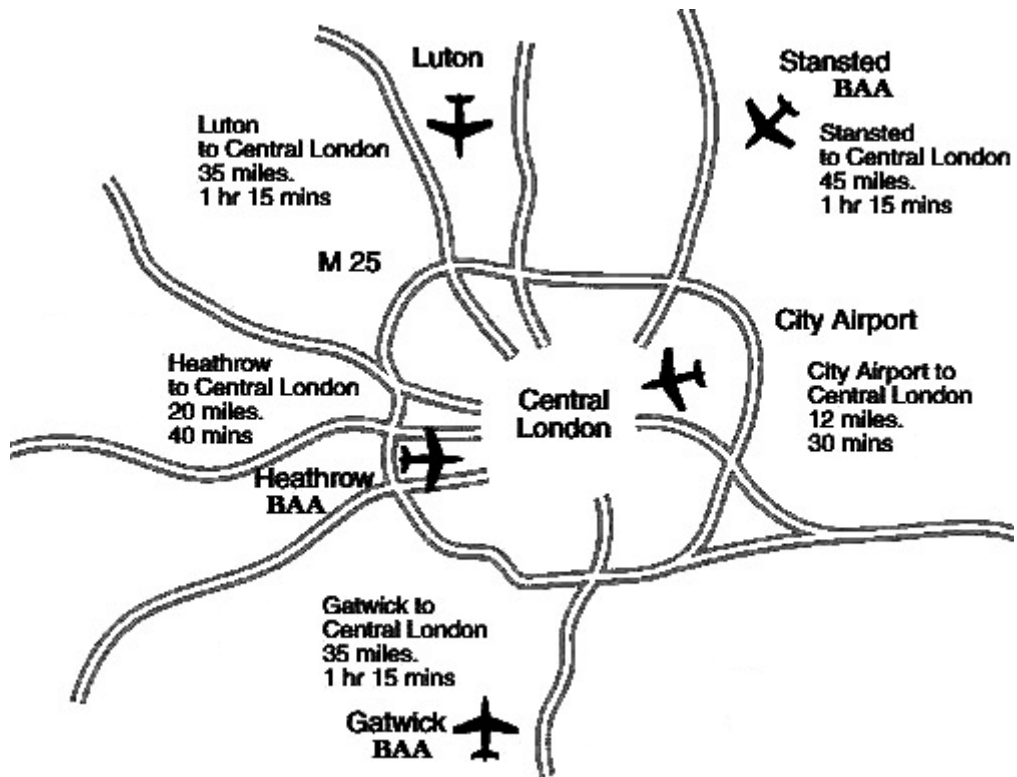 Luton
Luton
to Central London
35 miles.
1 hr 15 mins
Stansted
BAA
Stansted
to Central London
45 miles.
1 hr 15 mins
M 25
City Airport
City Airport to
Central London
12 miles.
30 mins
Heathrow
to Central London
20 miles.
40 mins
Central
London
Heathrow
BAA
Gatwick to
Central London
35 miles.
1 hr 15 mins
Gatwick
BAA